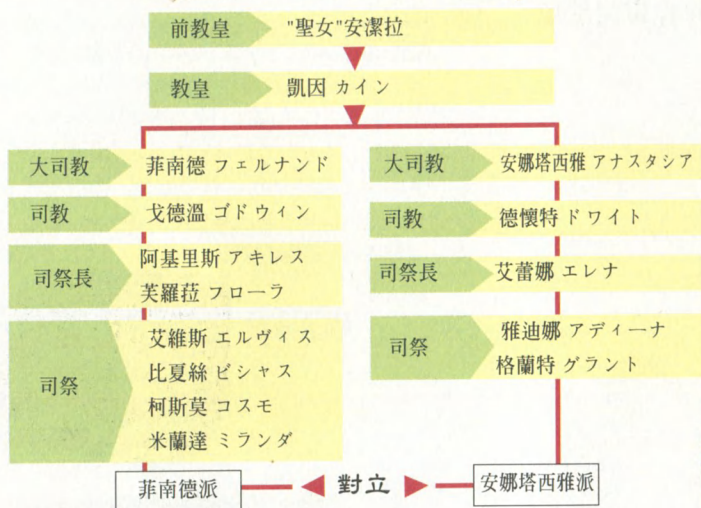 前教皇 "聖女"安潔拉
教皇 凱因 カイン
大司教 菲南德 フェルナンド
司教 戈德溫 ゴドウィン
司祭長
阿基里斯 アキレス
芙羅菈 フローラ
司祭
艾維斯 エルヴィス
比夏絲 ビシャス
柯斯莫 コスモ
米蘭達 ミランダ
菲南德派
大司教 安娜塔西雅 アナスタシア
司教 德懷特 ドワイト
司祭長 艾蕾娜 エレナ
司祭
雅迪娜 アディーナ
格蘭特 グラント
對立
安娜塔西雅派